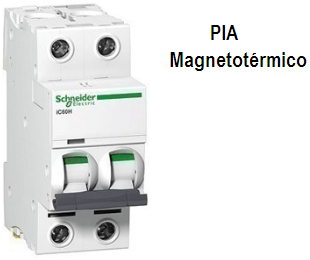 PIA
Magnetotérmico
Schneider
Electric
iC60H